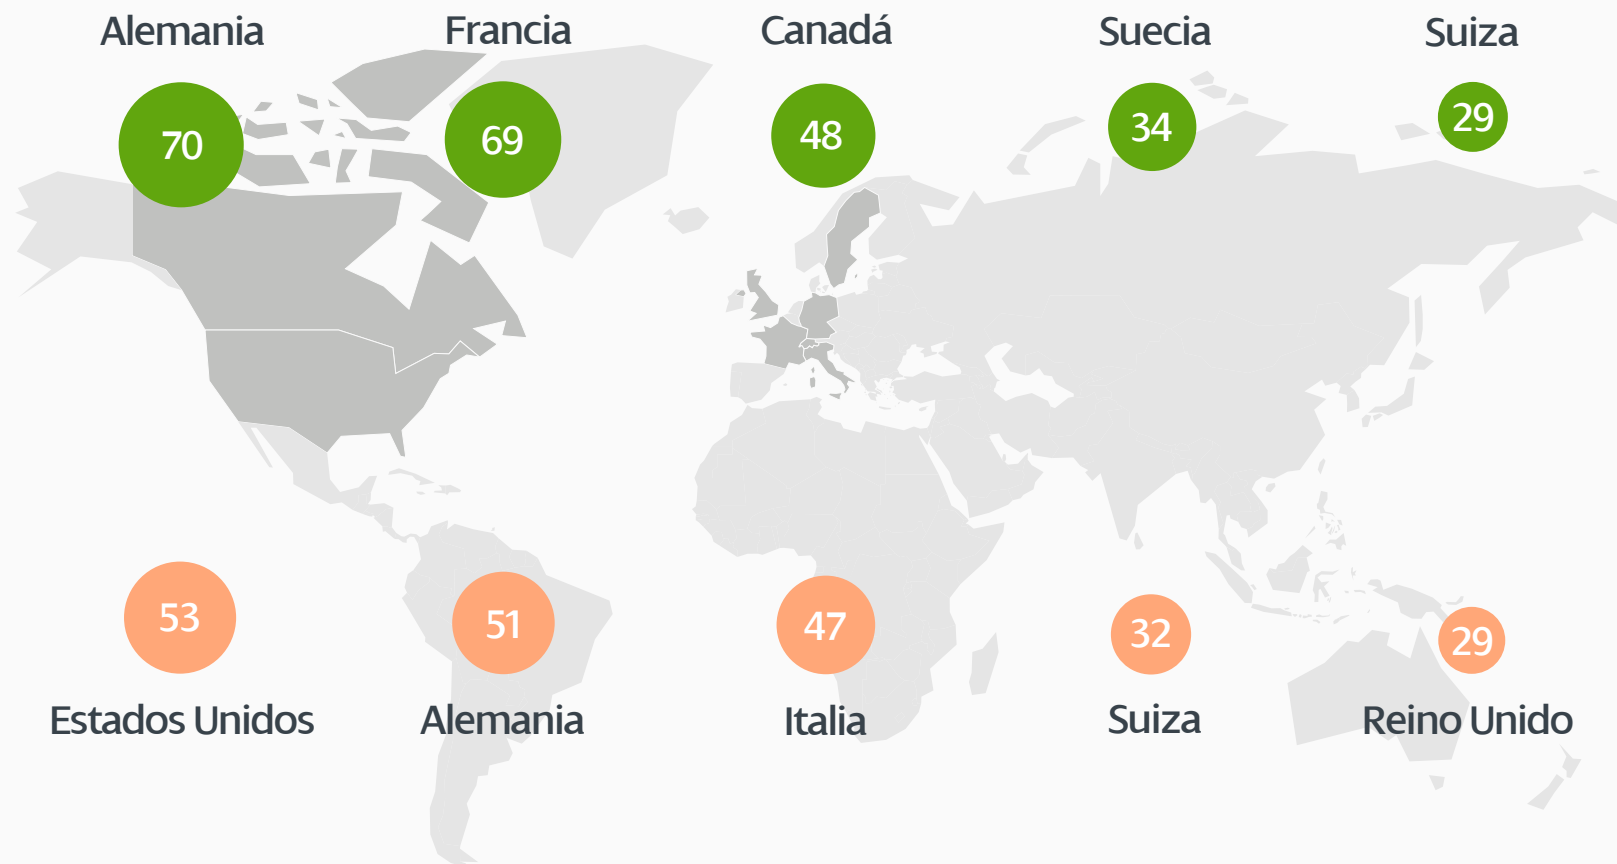 Alemania Francia Canadá Suecia Suiza
70 69 48 34 29
53 51 47 32 29
Estados Unidos Alemania Italia Suiza Reino Unido